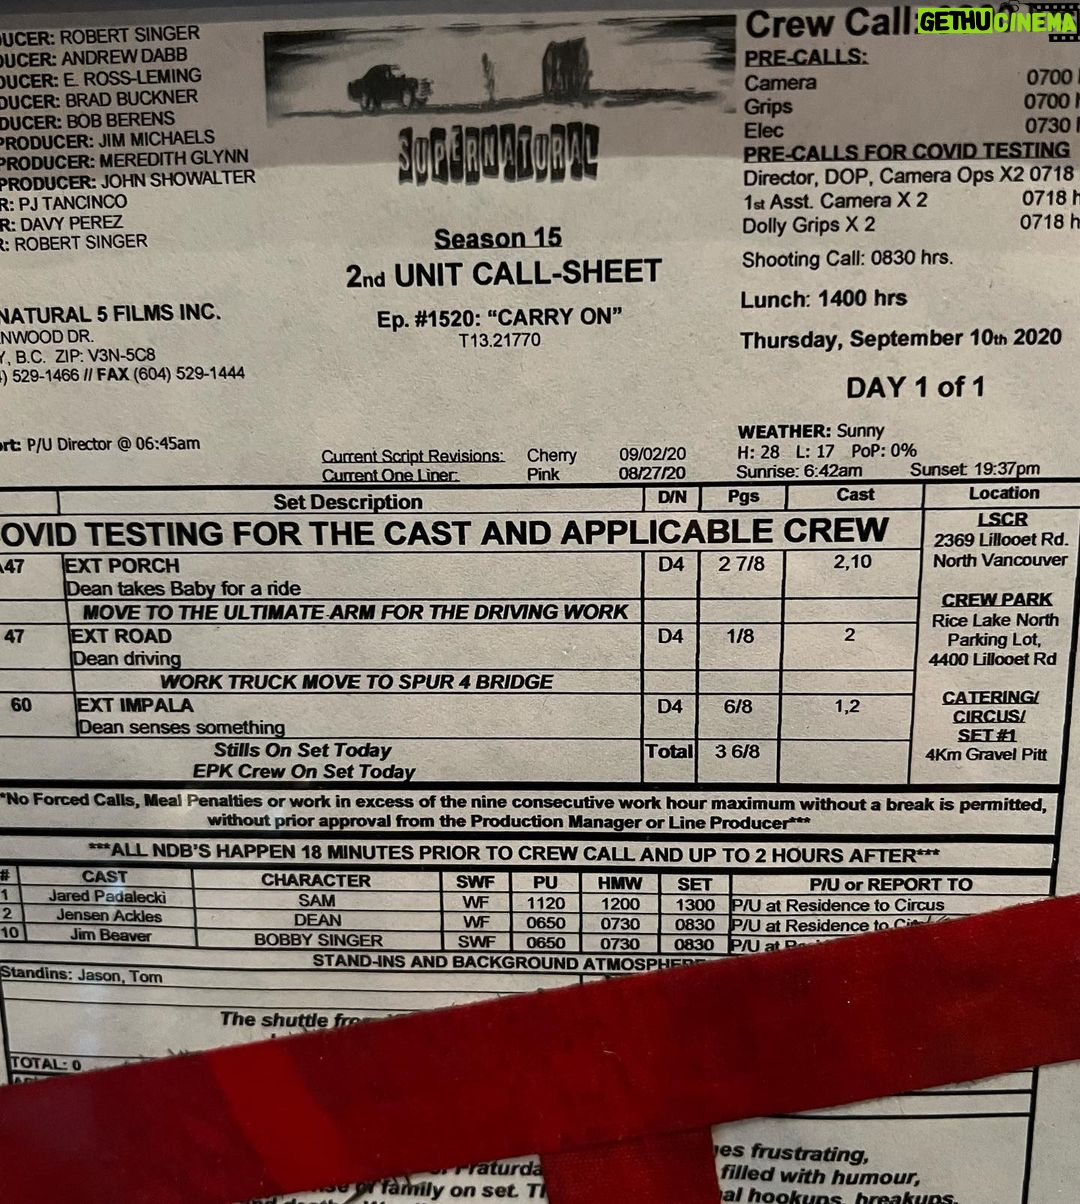 DUCER: ROBERT SINGER
DUCER: ANDREW DABB
DUCER: E. ROSS-LEMING
DUCER: BRAD BUCKNER
DUCER: BOB BERENS
PRODUCER: JIM MICHAELS
PRODUCER: MEREDITH GLYNN
PRODUCER: JOHN SHOWALTER
R: PJ TANCINCO
R: DAVY PEREZ
R: ROBERT SINGER
NATURAL 5 FILMS INC.
NWOOD DR.
Y, B.C. ZIP: V3N-5C8
4) 529-1466 // FAX (604) 529-1444
ort: P/U Director @ 06:45am
SUPERNATURAL
Season 15
2nd UNIT CALL-SHEET
Ep. #1520: “CARRY ON”
T13.21770
Current Script Revisions: Cherry 09/02/20
Current One Liner: Pink 08/27/20
Crew Call:
GETHUCINEMA
PRE-CALLS:
Camera 0700 h
Grips 0700 h
Elec 0730 h
PRE-CALLS FOR COVID TESTING
Director, DOP, Camera Ops X2 0718
1st Asst. Camera X 2 0718 h
Dolly Grips X 2 0718 h
Shooting Call: 0830 hrs.
Lunch: 1400 hrs
Thursday, September 10th 2020
DAY 1 of 1
WEATHER: Sunny
H: 28 L: 17 PoP: 0%
Sunrise: 6:42am Sunset: 19:37pm
Set Description D/N Pgs Cast Location
OVID TESTING FOR THE CAST AND APPLICABLE CREW
A47 EXT PORCH D4 2 7/8 2,10
Dean takes Baby for a ride
MOVE TO THE ULTIMATE ARM FOR THE DRIVING WORK
47 EXT ROAD D4 1/8 2
Dean driving
WORK TRUCK MOVE TO SPUR 4 BRIDGE
60 EXT IMPALA D4 6/8 1,2
Dean senses something
Stills On Set Today Total 3 6/8
EPK Crew On Set Today
LSCR
2369 Lillooet Rd.
North Vancouver
CREW PARK
Rice Lake North
Parking Lot,
4400 Lillooet Rd
CATERING/
CIRCUS/
SET #1
4Km Gravel Pitt
*No Forced Calls, Meal Penalties or work in excess of the nine consecutive work hour maximum without a break is permitted,
without prior approval from the Production Manager or Line Producer***
***ALL NDB'S HAPPEN 18 MINUTES PRIOR TO CREW CALL AND UP TO 2 HOURS AFTER***
# CAST CHARACTER SWF PU HMW SET P/U or REPORT TO
1 Jared Padalecki SAM WF 1120 1200 1300 P/U at Residence to Circus
2 Jensen Ackles DEAN WF 0650 0730 0830 P/U at Residence to
10 Jim Beaver BOBBY SINGER SWF 0650 0730 0830 P/U at
STAND-INS AND BACKGROUND ATMOSPHERE
Standins: Jason, Tom
The shuttle
TOTAL: 0
es frustrating,
filled with humour,
family on set.
al hookups, breakups,